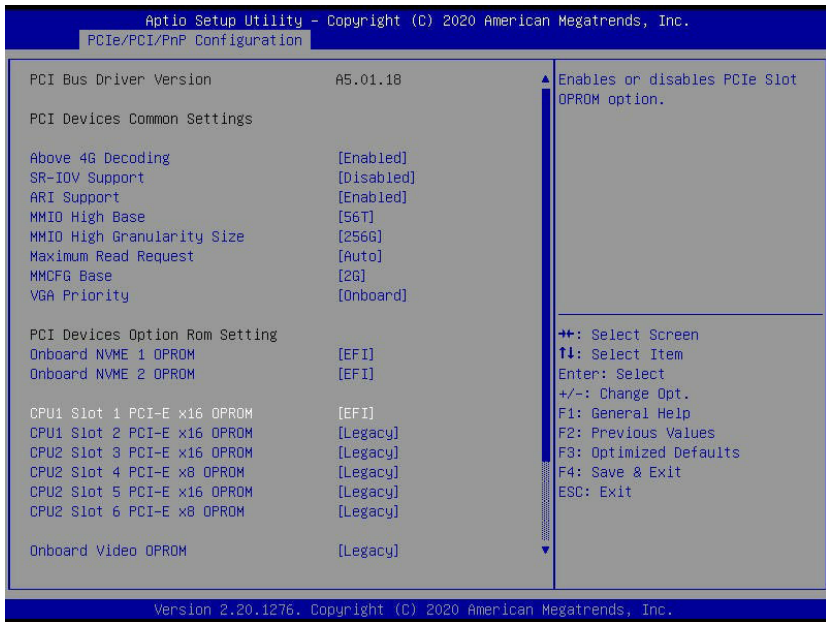 Aptio Setup Utility – Copyright (C) 2020 American Megatrends, Inc.
PCIe/PCI/PnP Configuration
PCI Bus Driver Version A5.01.18
PCI Devices Common Settings
Above 4G Decoding [Enabled]
SR-IOV Support [Disabled]
ARI Support [Enabled]
MMIO High Base [56T]
MMIO High Granularity Size [256G]
Maximum Read Request [Auto]
MMCFG Base [2G]
VGA Priority [Onboard]
PCI Devices Option Rom Setting
Onboard NVME 1 OPROM [EFI]
Onboard NVME 2 OPROM [EFI]
CPU1 Slot 1 PCI-E x16 OPROM [EFI]
CPU1 Slot 2 PCI-E x16 OPROM [Legacy]
CPU2 Slot 3 PCI-E x16 OPROM [Legacy]
CPU2 Slot 4 PCI-E x8 OPROM [Legacy]
CPU2 Slot 5 PCI-E x16 OPROM [Legacy]
CPU2 Slot 6 PCI-E x8 OPROM [Legacy]
Onboard Video OPROM [Legacy]
Enables or disables PCIe Slot
OPROM option.
→←: Select Screen
↑↓: Select Item
Enter: Select
+/-: Change Opt.
F1: General Help
F2: Previous Values
F3: Optimized Defaults
F4: Save & Exit
ESC: Exit
Version 2.20.1276. Copyright (C) 2020 American Megatrends, Inc.